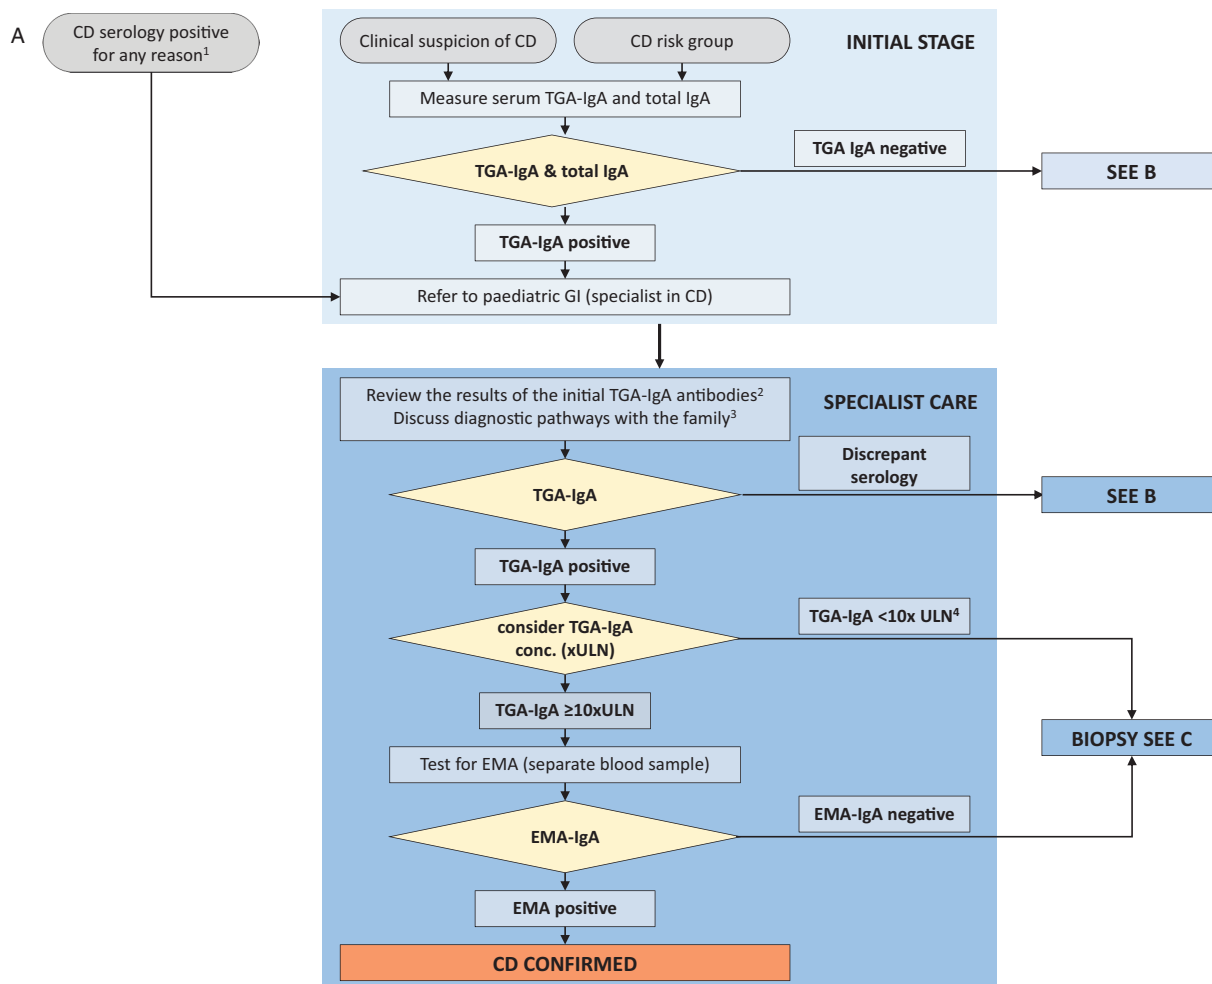 A
CD serology positive
for any reason¹
Clinical suspicion of CD
CD risk group
INITIAL STAGE
Measure serum TGA-IgA and total IgA
TGA-IgA & total IgA
TGA IgA negative
SEE B
TGA-IgA positive
Refer to paediatric GI (specialist in CD)
Review the results of the initial TGA-IgA antibodies²
Discuss diagnostic pathways with the family³
SPECIALIST CARE
TGA-IgA
Discrepant
serology
SEE B
TGA-IgA positive
consider TGA-IgA
conc. (xULN)
TGA-IgA <10x ULN⁴
TGA-IgA ≥10xULN
BIOPSY SEE C
Test for EMA (separate blood sample)
EMA-IgA
EMA-IgA negative
EMA positive
CD CONFIRMED